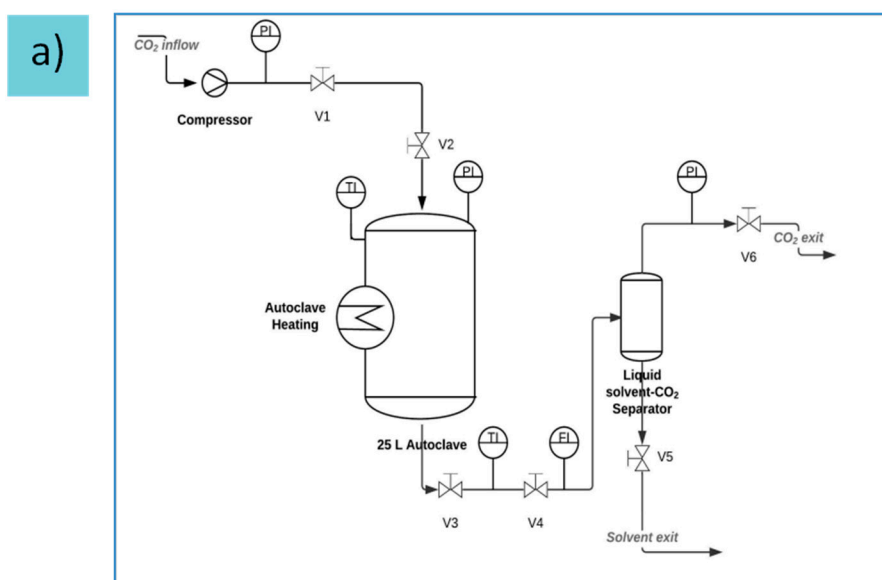 a)
CO₂ inflow
PI
Compressor
V1
V2
TI
PI
PI
CO₂ exit
V6
Autoclave
Heating
Liquid
solvent-CO₂
Separator
25 L Autoclave
TI
FI
V5
V3
V4
Solvent exit